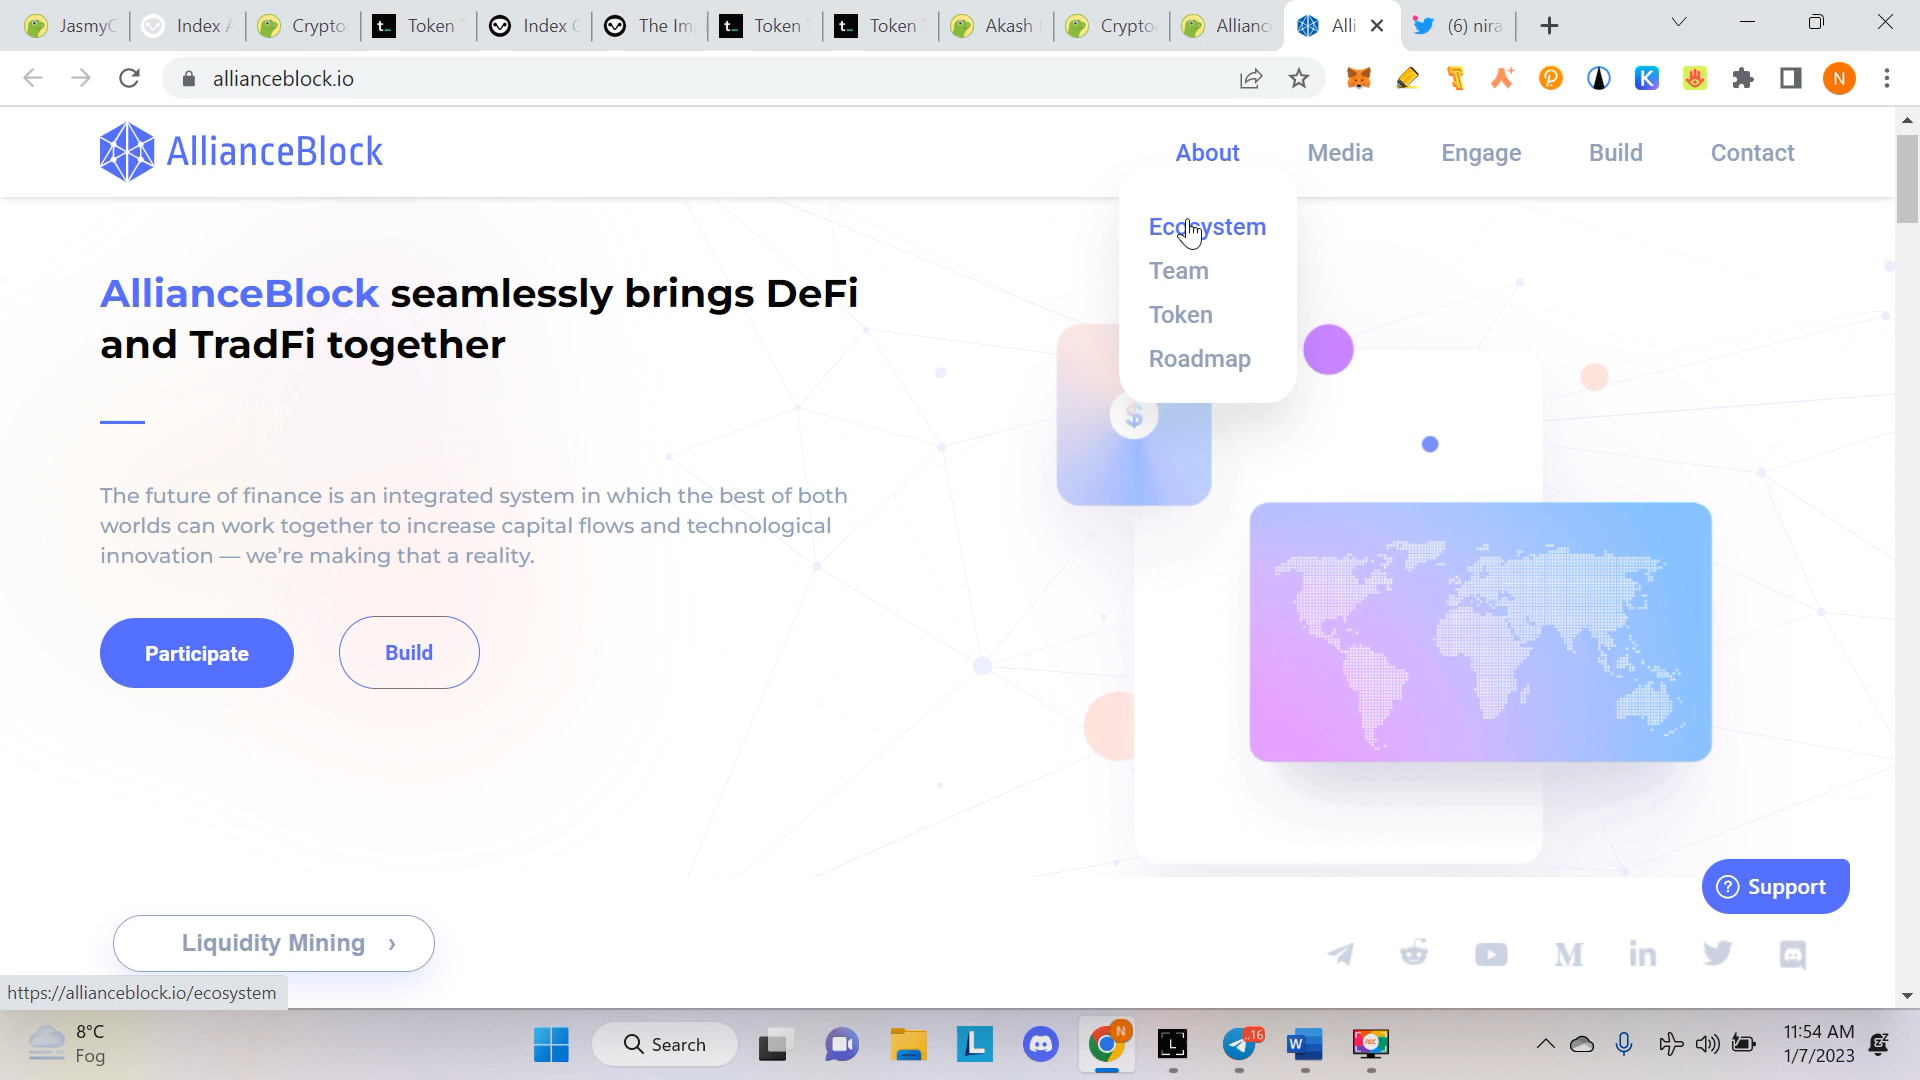 JasmyC
Index A
Crypto
Token
Index C
The Im
Token
Token
Akash
Crypto
Allianc
Alli
(6) nira
allianceblock.io
K
N
AllianceBlock
About
Media
Engage
Build
Contact
Ecosystem
Team
Token
Roadmap
AllianceBlock seamlessly brings DeFi
and TradFi together
The future of finance is an integrated system in which the best of both
worlds can work together to increase capital flows and technological
innovation — we're making that a reality.
Participate
Build
$
Support
Liquidity Mining ›
https://allianceblock.io/ecosystem
8°C
Fog
Search
L
N
L
..16
W
REC
11:54 AM
1/7/2023